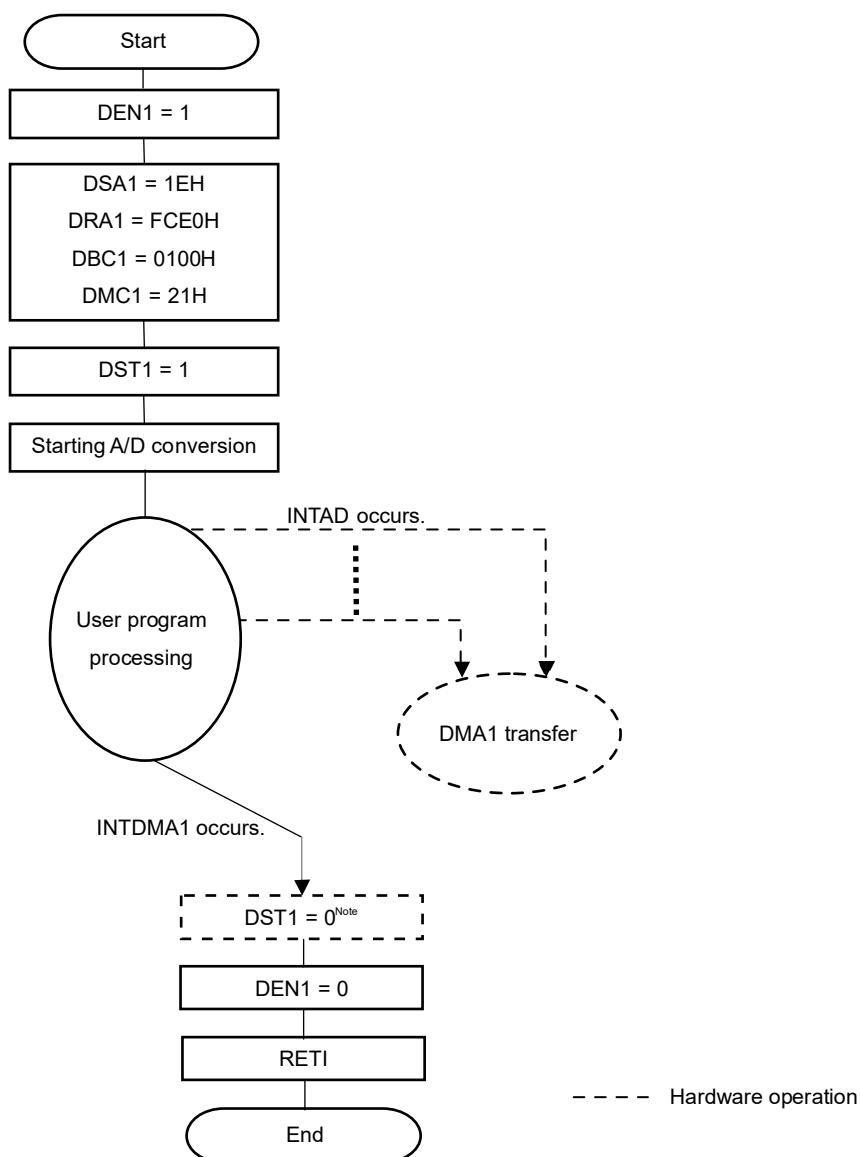 Start
DEN1 = 1
DSA1 = 1EH
DRA1 = FCE0H
DBC1 = 0100H
DMC1 = 21H
DST1 = 1
Starting A/D conversion
INTAD occurs.
User program
processing
DMA1 transfer
INTDMA1 occurs.
DST1 = 0Note
DEN1 = 0
RETI
Hardware operation
End